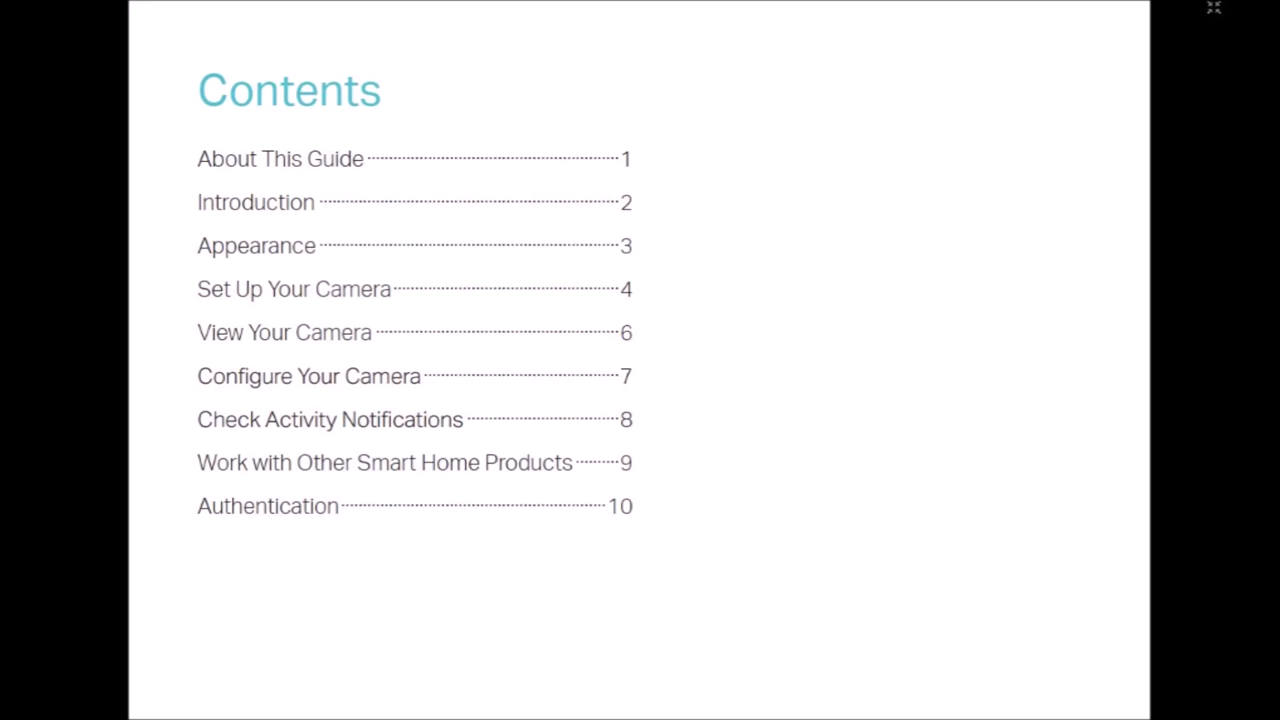 Contents
About This Guide 1
Introduction 2
Appearance 3
Set Up Your Camera 4
View Your Camera 6
Configure Your Camera 7
Check Activity Notifications 8
Work with Other Smart Home Products 9
Authentication 10